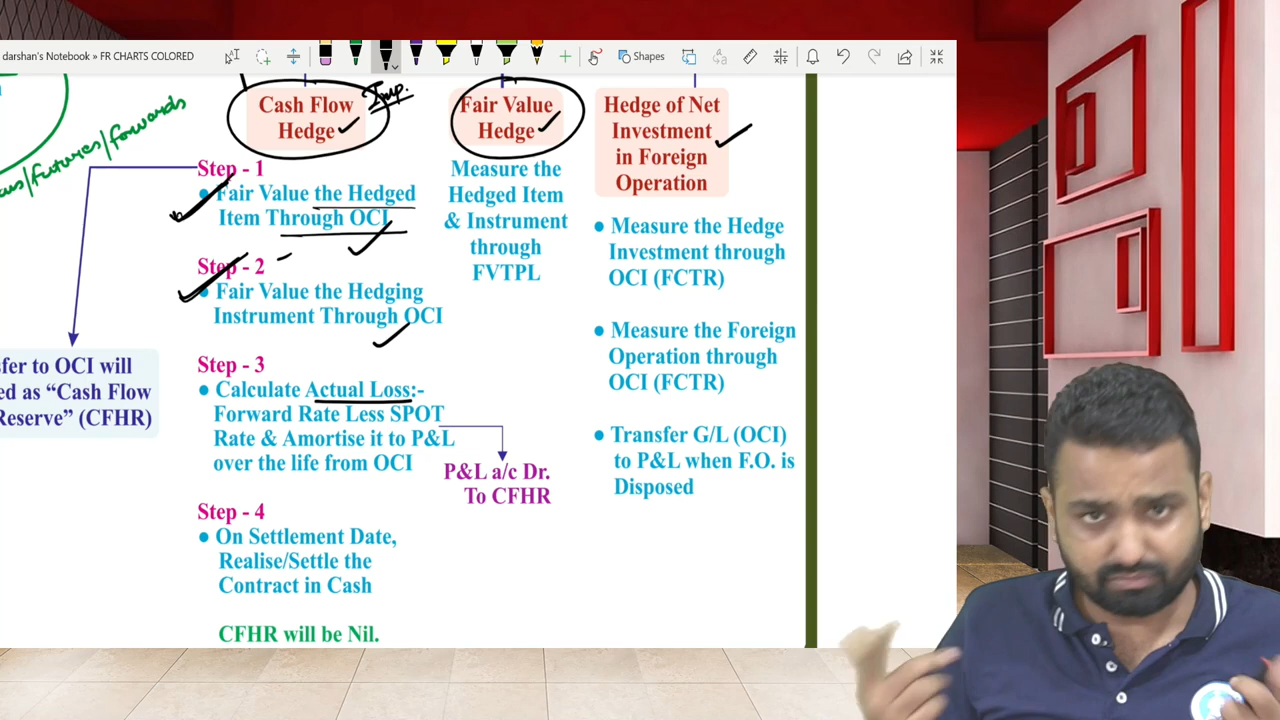 darshan's Notebook » FR CHARTS COLORED
Shapes
/futures/forwards
Cash Flow
Hedge
Imp.
Step - 1
• Fair Value the Hedged
Item Through OCI
Step - 2
• Fair Value the Hedging
Instrument Through OCI
Step - 3
• Calculate Actual Loss:-
Forward Rate Less SPOT
Rate & Amortise it to P&L
over the life from OCI
P&L a/c Dr.
To CFHR
Step - 4
• On Settlement Date,
Realise/Settle the
Contract in Cash
CFHR will be Nil.
sfer to OCI will
ed as “Cash Flow
Reserve” (CFHR)
Fair Value
Hedge
Measure the
Hedged Item
& Instrument
through
FVTPL
Hedge of Net
Investment
in Foreign
Operation
• Measure the Hedge
Investment through
OCI (FCTR)
• Measure the Foreign
Operation through
OCI (FCTR)
• Transfer G/L (OCI)
to P&L when F.O. is
Disposed